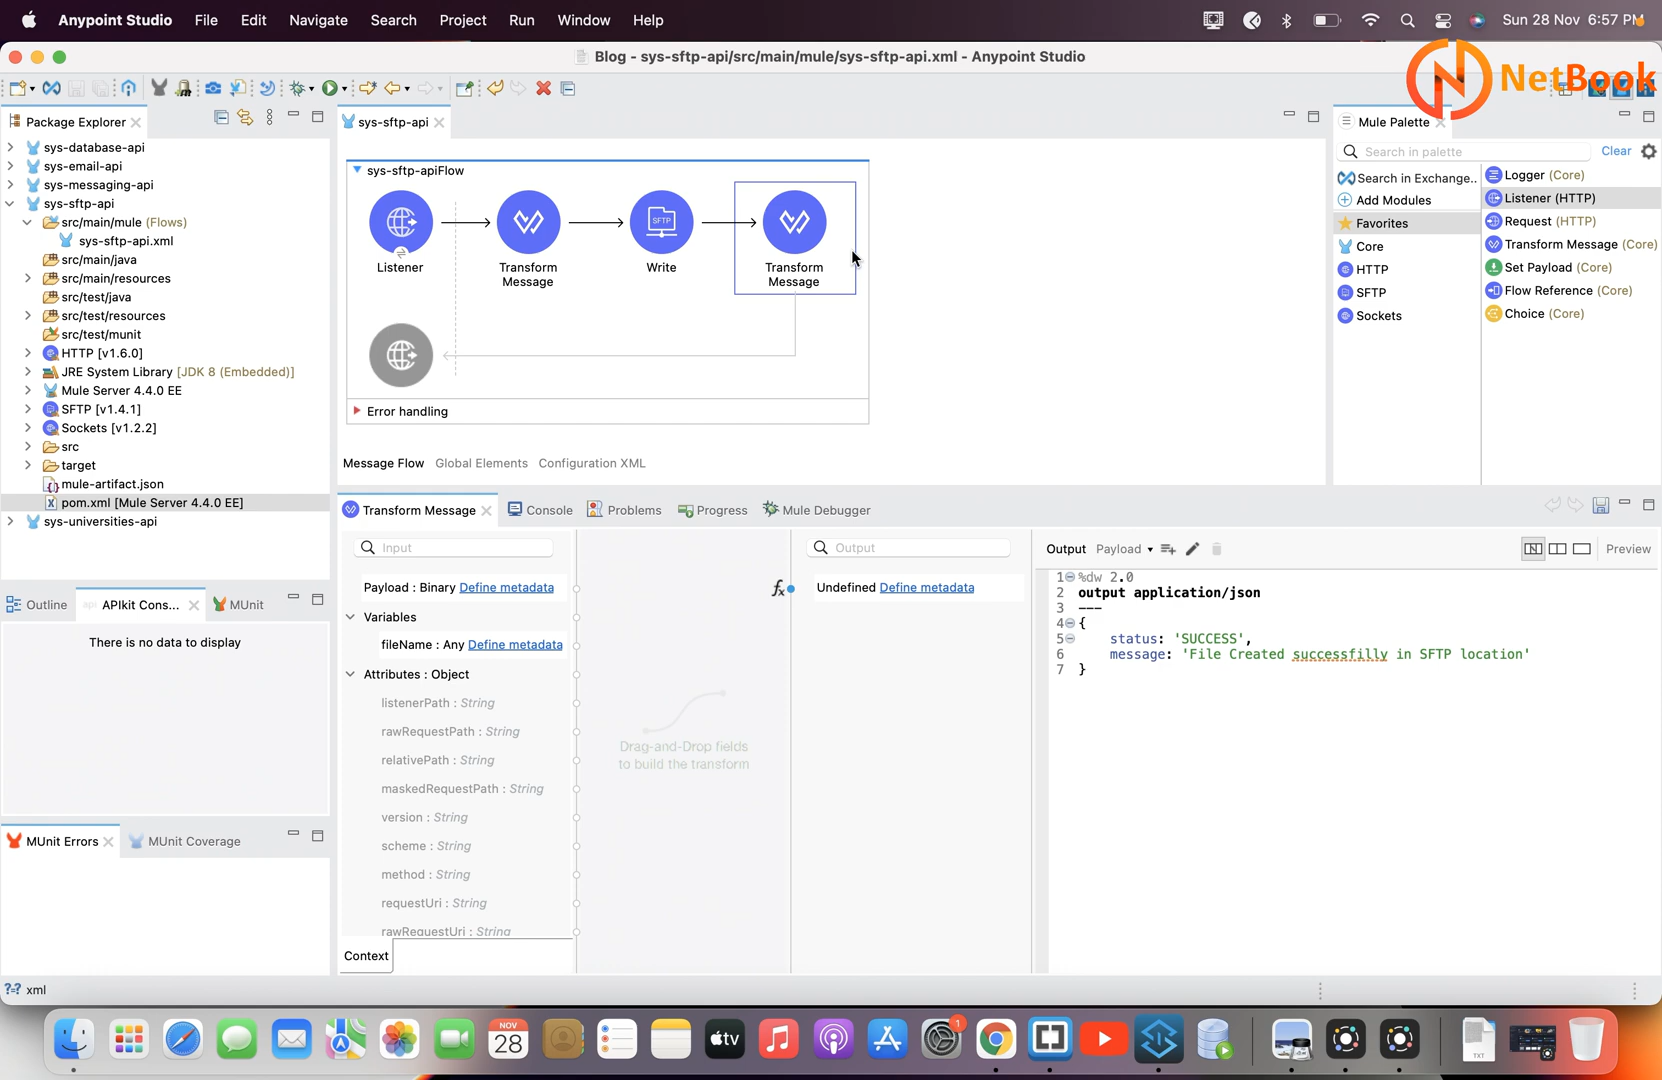 Anypoint Studio File Edit Navigate Search Project Run Window Help
Sun 28 Nov 6:57 PM
Blog - sys-sftp-api/src/main/mule/sys-sftp-api.xml - Anypoint Studio
NetBook
Package Explorer
sys-database-api
sys-email-api
sys-messaging-api
sys-sftp-api
src/main/mule (Flows)
sys-sftp-api.xml
src/main/java
src/main/resources
src/test/java
src/test/resources
src/test/munit
HTTP [v1.6.0]
JRE System Library [JDK 8 (Embedded)]
Mule Server 4.4.0 EE
SFTP [v1.4.1]
Sockets [v1.2.2]
src
target
mule-artifact.json
pom.xml [Mule Server 4.4.0 EE]
sys-universities-api
Outline
APIkit Cons...
MUnit
There is no data to display
MUnit Errors
MUnit Coverage
sys-sftp-api
sys-sftp-apiFlow
SFTP
Listener
Transform
Message
Write
Transform
Message
Error handling
Message Flow Global Elements Configuration XML
Mule Palette
Search in palette
Clear
Search in Exchange..
Add Modules
Favorites
Core
HTTP
SFTP
Sockets
Logger (Core)
Listener (HTTP)
Request (HTTP)
Transform Message (Core)
Set Payload (Core)
Flow Reference (Core)
Choice (Core)
Transform Message
Console
Problems
Progress
Mule Debugger
Input
Payload : Binary Define metadata
Variables
fileName : Any Define metadata
Attributes : Object
listenerPath : String
rawRequestPath : String
relativePath : String
maskedRequestPath : String
version : String
scheme : String
method : String
requestUri : String
rawRequestUri : String
Context
Drag-and-Drop fields
to build the transform
fx
Output
Undefined Define metadata
Output Payload
Preview
1 %dw 2.0
2 output application/json
3 ---
4 {
5 status: 'SUCCESS',
6 message: 'File Created successfilly in SFTP location'
7 }
xml
NOV
28
tv
1
TXT